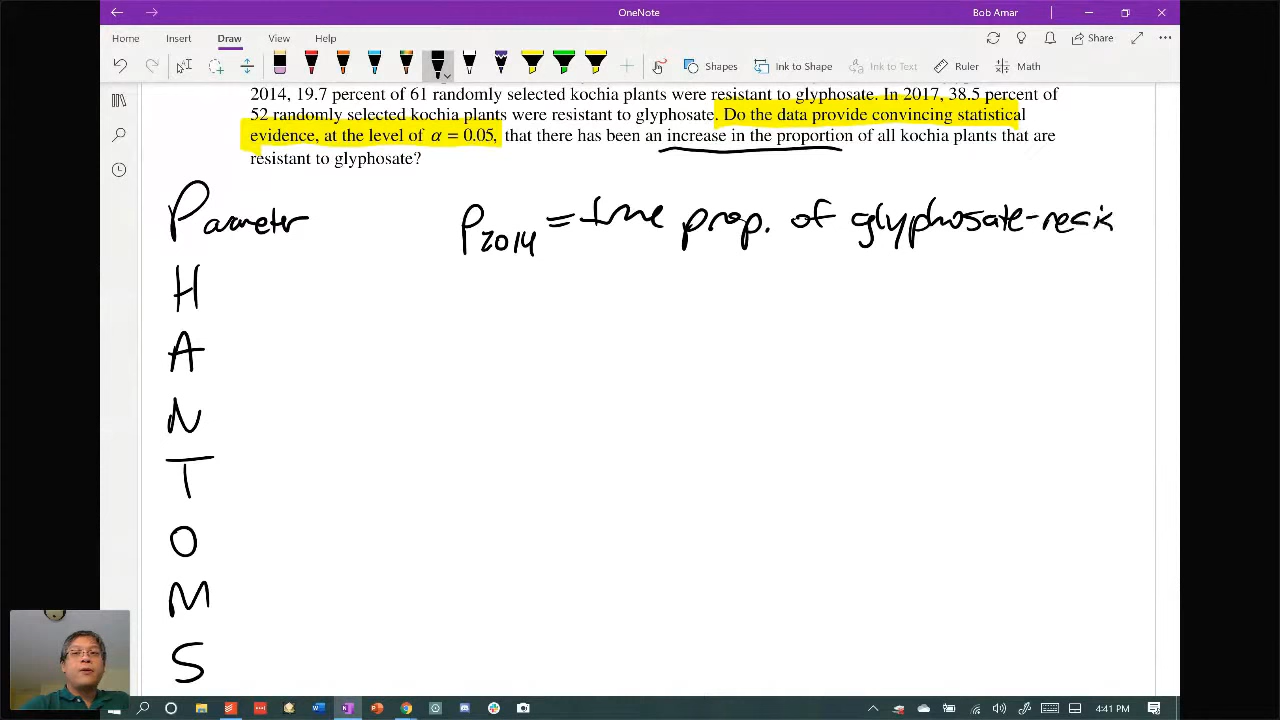 OneNote
Bob Amar
Home Insert Draw View Help
Share
Shapes Ink to Shape Ink to Text Ruler Math
2014, 19.7 percent of 61 randomly selected kochia plants were resistant to glyphosate. In 2017, 38.5 percent of
52 randomly selected kochia plants were resistant to glyphosate. Do the data provide convincing statistical
evidence, at the level of α = 0.05, that there has been an increase in the proportion of all kochia plants that are
resistant to glyphosate?
Parameter P2014 = true prop. of glyphosate-resis
H
A
N
T
O
M
S
4:41 PM